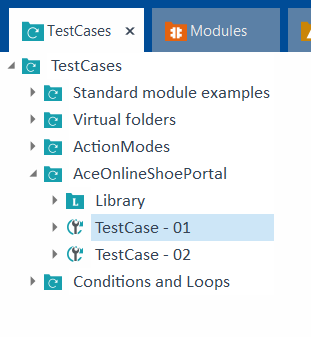 TestCases × Modules
TestCases
Standard module examples
Virtual folders
ActionModes
AceOnlineShoePortal
L Library
TestCase - 01
TestCase - 02
Conditions and Loops